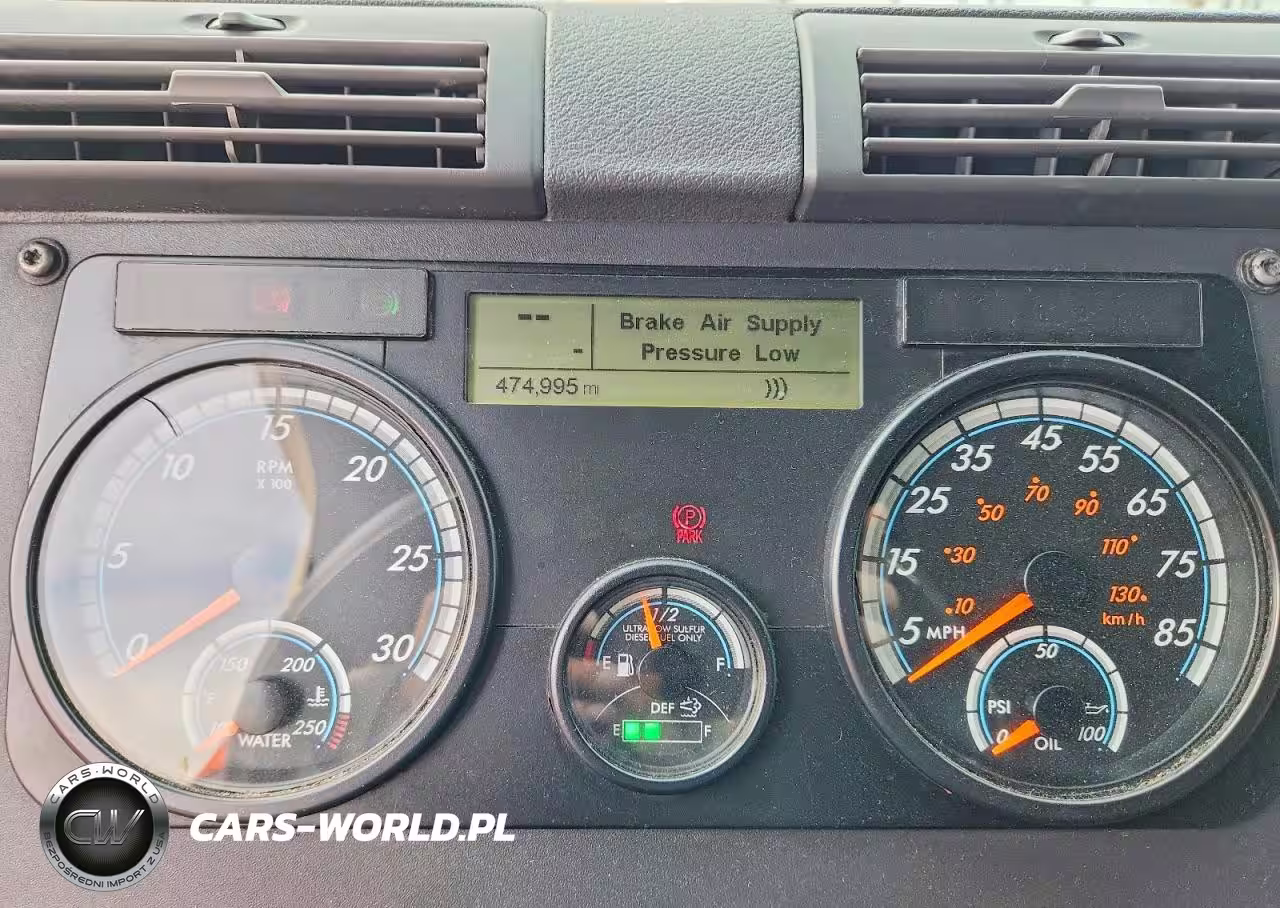 -- Brake Air Supply
- Pressure Low
474,995 mi )))
0 5 10 15 20 25 30
RPM
X 100
150 200 250
F
WATER
PARK
1/2
ULTRA LOW SULFUR
DIESEL FUEL ONLY
E F
DEF
E F
5 15 25 35 45 55 65 75 85
MPH
10 30 50 70 90 110 130
km/h
50
PSI
0 100
OIL
CARS-WORLD
CW
BEZPOŚREDNI IMPORT Z USA
CARS-WORLD.PL